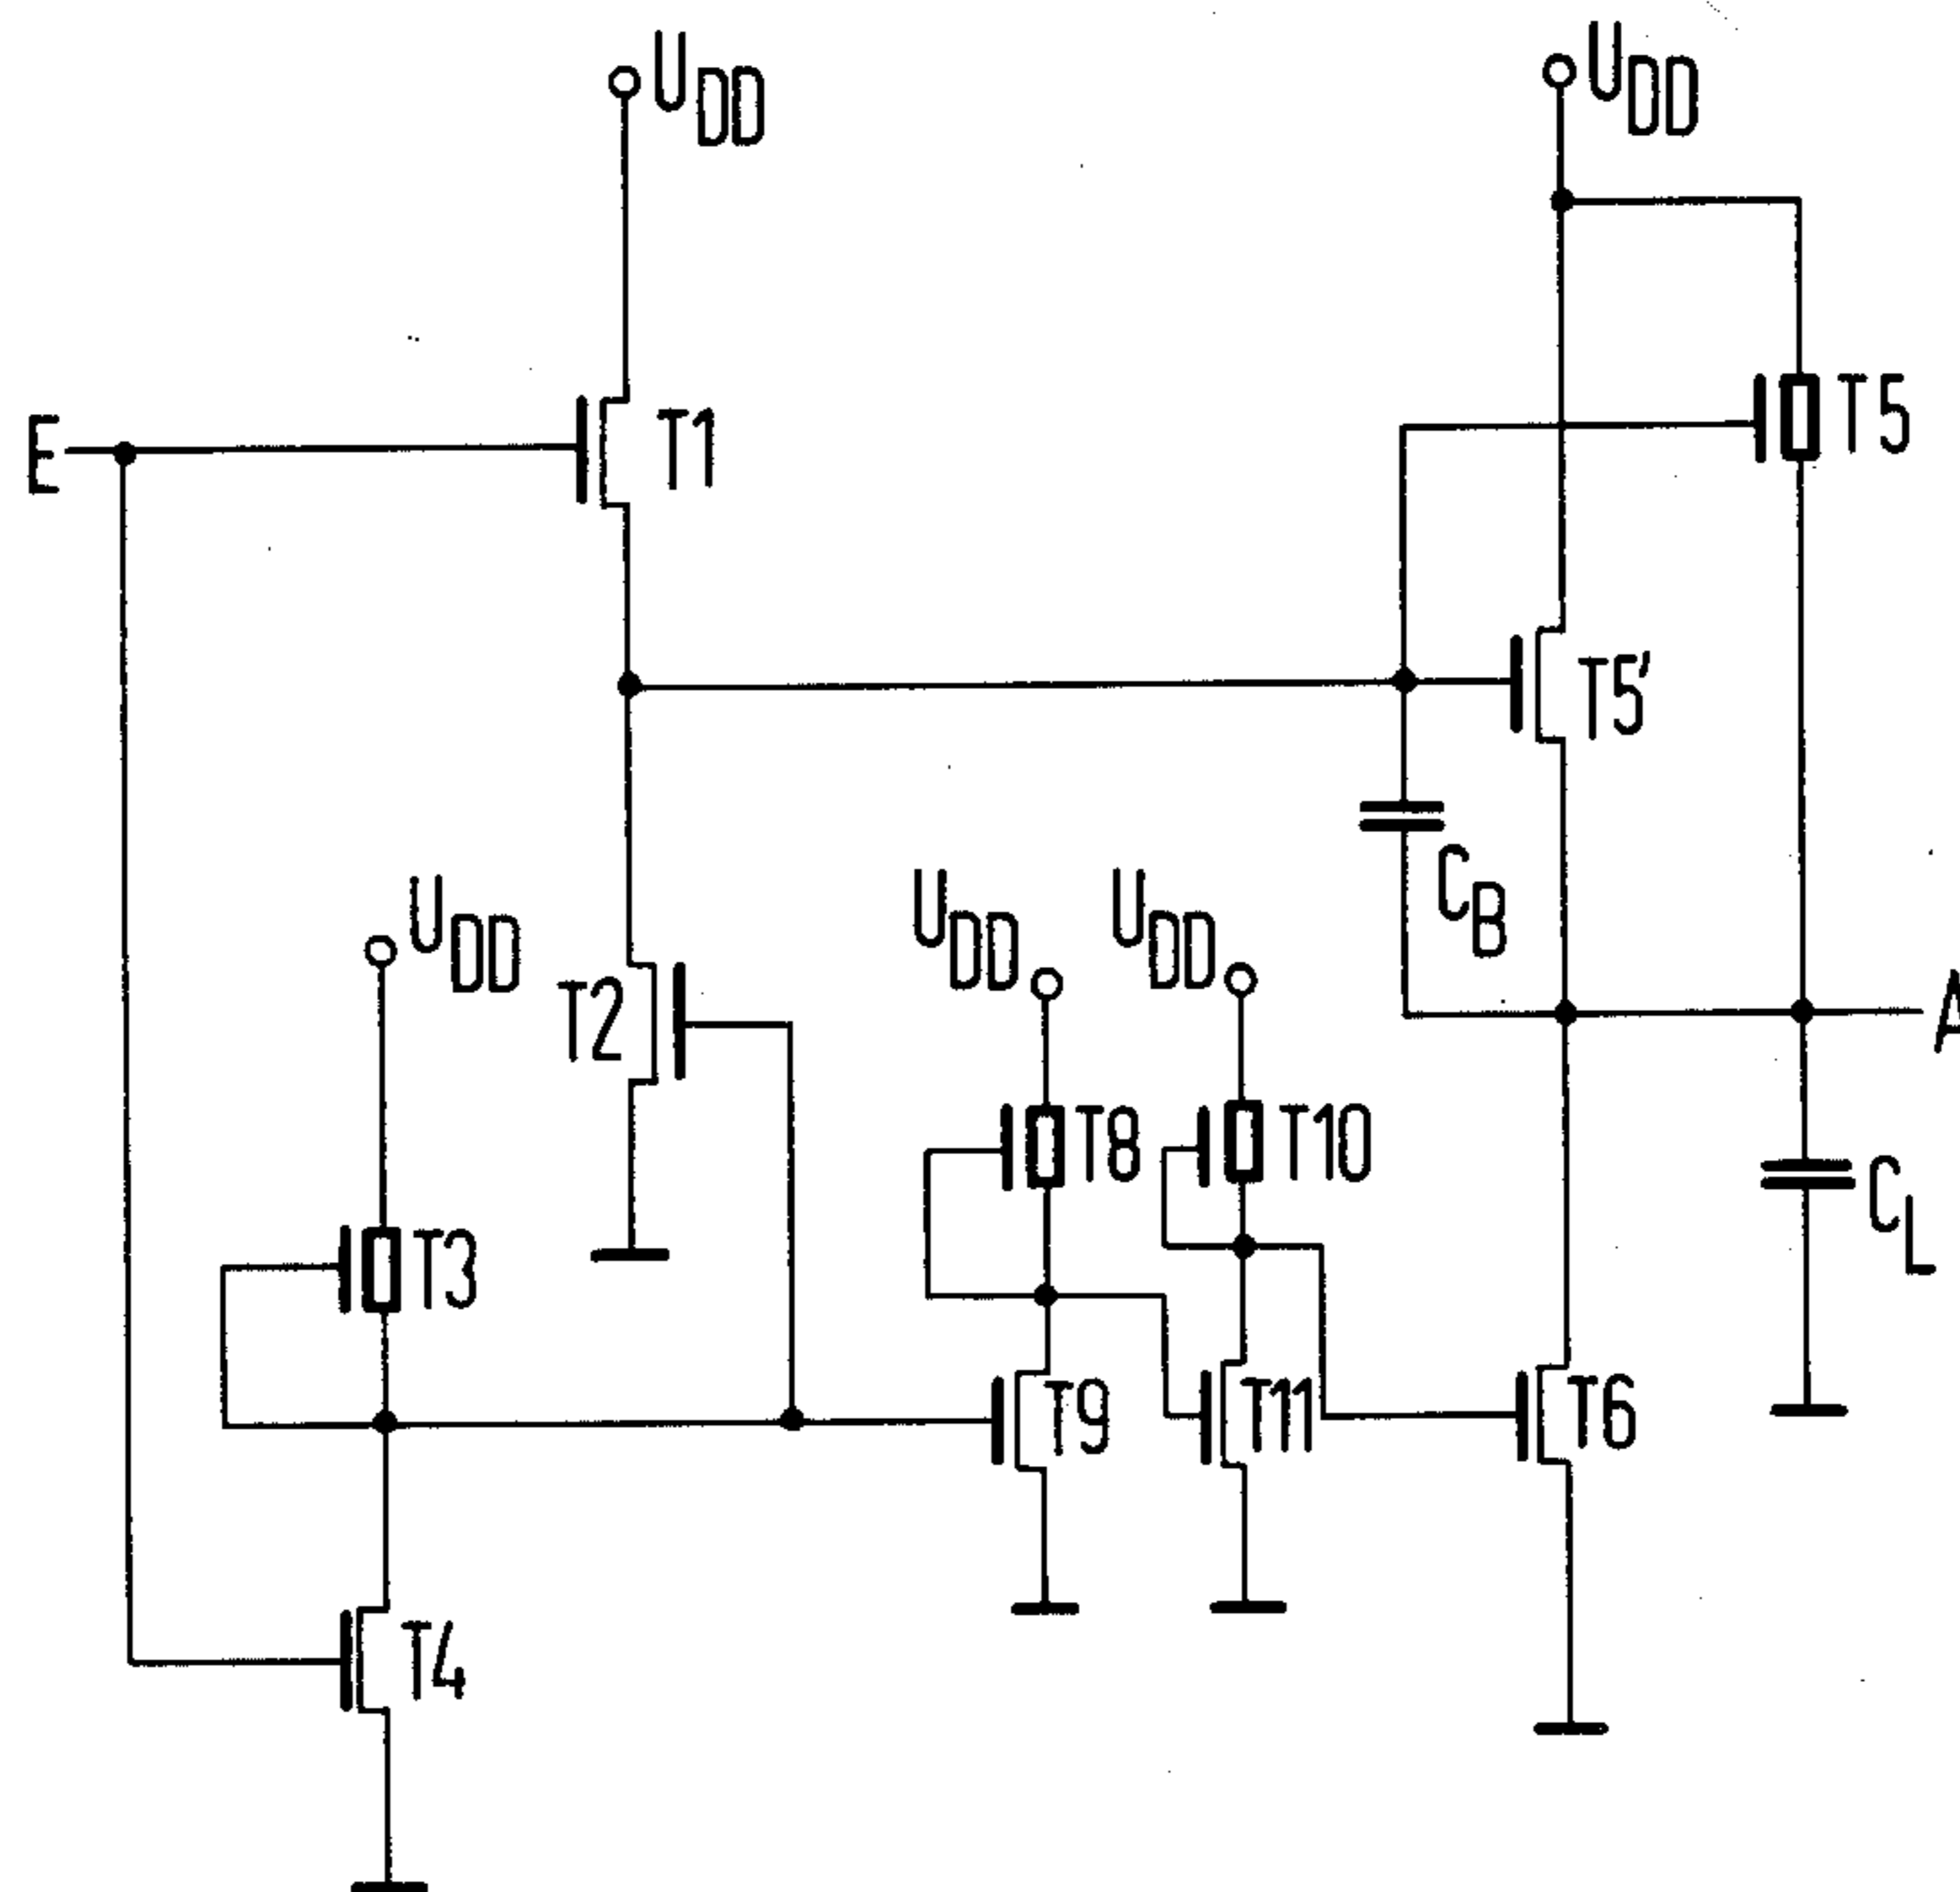 U_DD
U_DD
E
T1
T5
T5'
C_B
U_DD
T2
U_DD
U_DD
A
T8
T10
C_L
T3
T9
T11
T6
T4